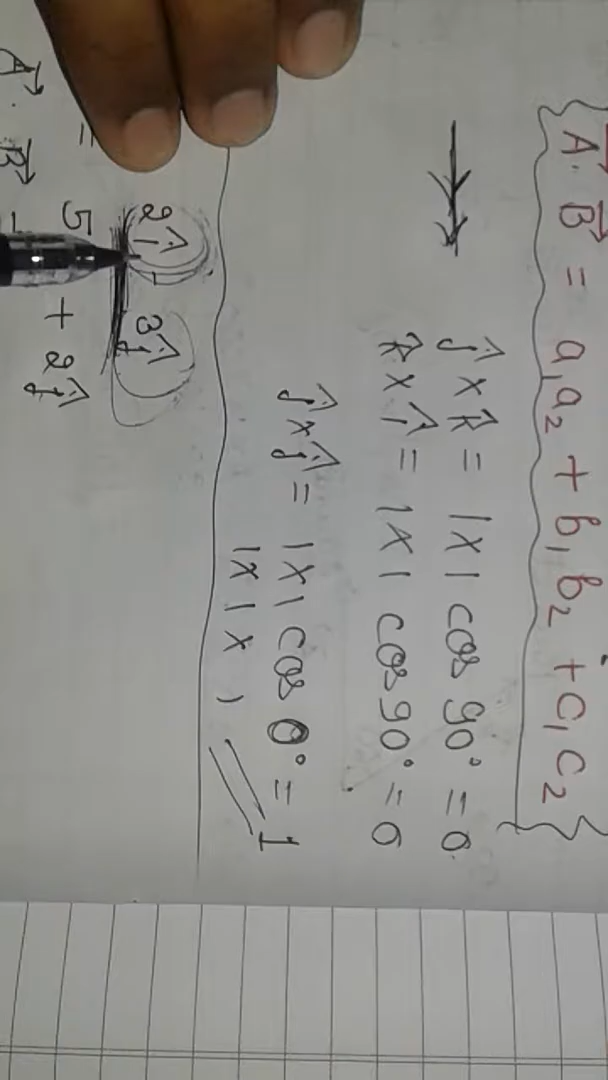 A⃗. B⃗ = a₁a₂ + b₁b₂ + c₁c₂
ĵ × k̂ = 1×1 cos 90° = 0
k̂ × î = 1×1 cos 90° = 0
ĵ × ĵ = 1×1 cos 0° = 1
1×1×1
2î - 3ĵ
= 5 + 2ĵ
A⃗. B⃗ =